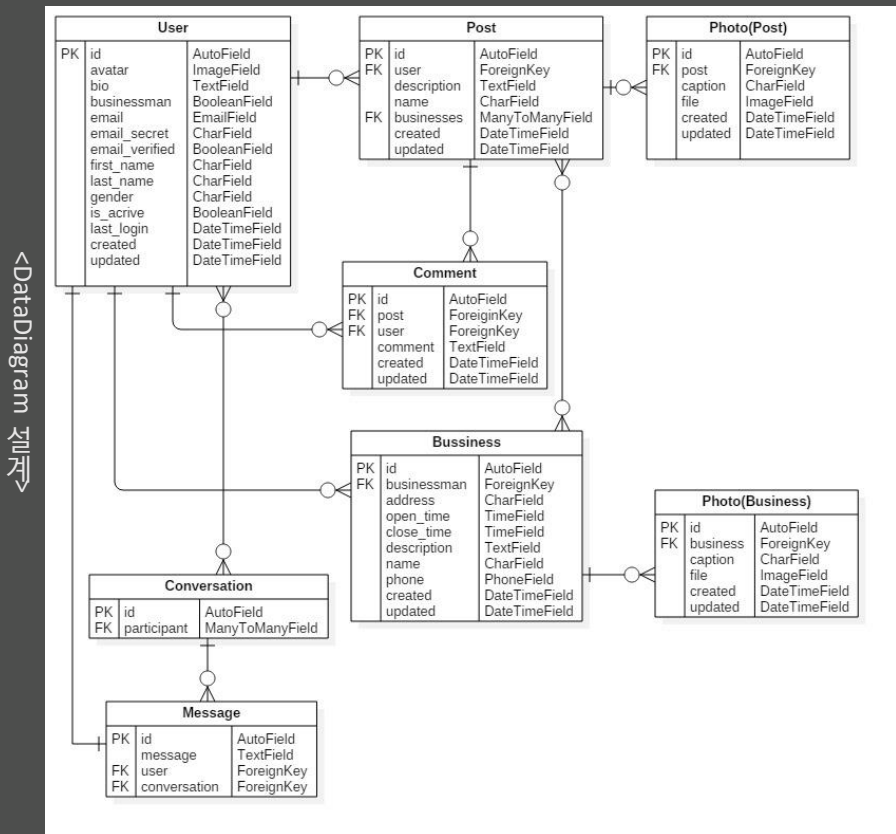 <DataDiagram 설계>
User
PK id AutoField
avatar ImageField
bio TextField
businessman BooleanField
email EmailField
email_secret CharField
email_verified BooleanField
first_name CharField
last_name CharField
gender CharField
is_acrive BooleanField
last_login DateTimeField
created DateTimeField
updated DateTimeField
Post
PK id AutoField
FK user ForeignKey
description TextField
name CharField
FK businesses ManyToManyField
created DateTimeField
updated DateTimeField
Photo(Post)
PK id AutoField
FK post ForeignKey
caption CharField
file ImageField
created DateTimeField
updated DateTimeField
Comment
PK id AutoField
FK post ForeiginKey
FK user ForeignKey
comment TextField
created DateTimeField
updated DateTimeField
Bussiness
PK id AutoField
FK businessman ForeignKey
address CharField
open_time TimeField
close_time TimeField
description TextField
name CharField
phone PhoneField
created DateTimeField
updated DateTimeField
Photo(Business)
PK id AutoField
FK business ForeignKey
caption CharField
file ImageField
created DateTimeField
updated DateTimeField
Conversation
PK id AutoField
FK participant ManyToManyField
Message
PK id AutoField
message TextField
FK user ForeignKey
FK conversation ForeignKey